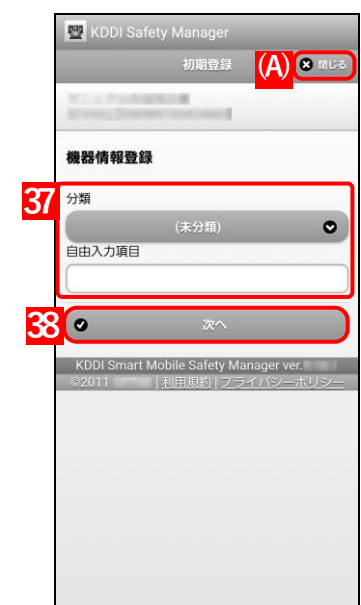 KDDI Safety Manager
初期登録
(A)
閉じる
機器情報登録
37
分類
(未分類)
自由入力項目
38
次へ
KDDI Smart Mobile Safety Manager ver.
©2011 | 利用規約 | プライバシーポリシー